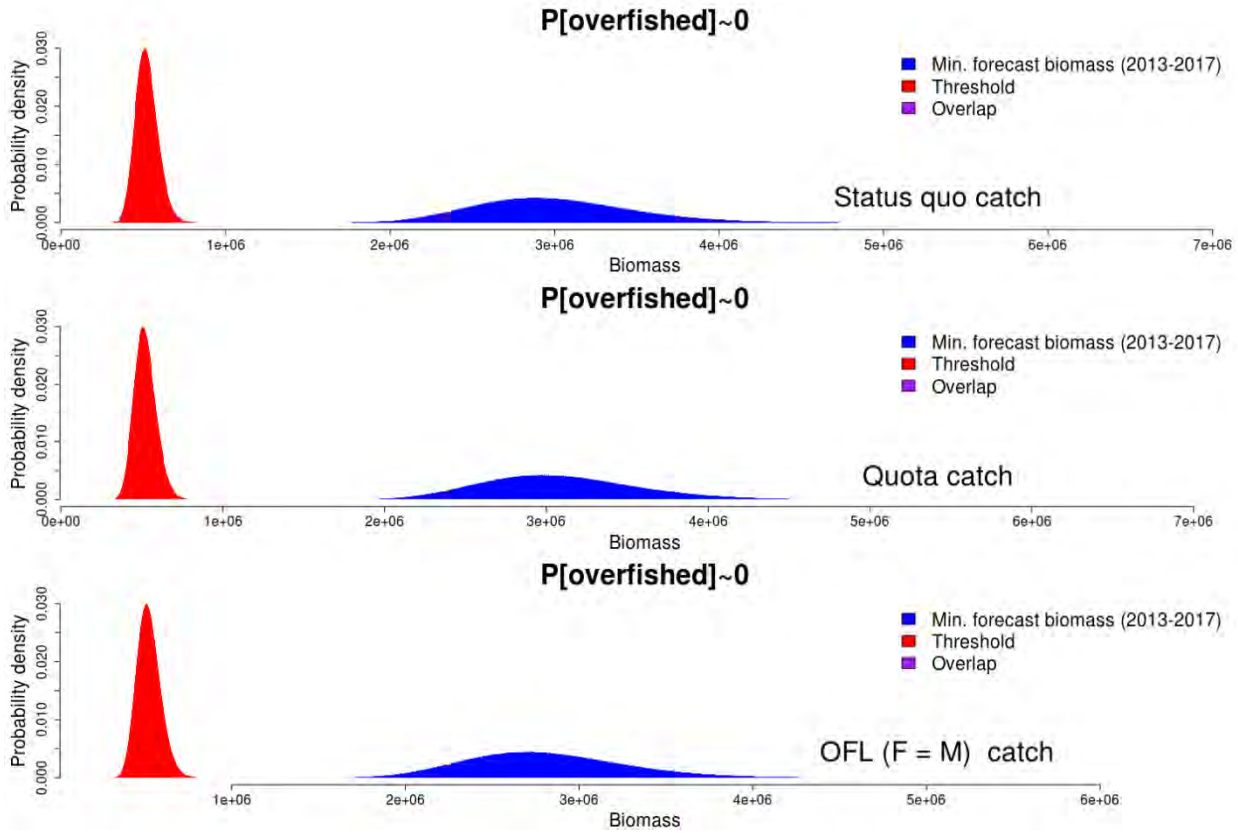 P[overfished]~0
Probability density
0.000 0.010 0.020 0.030
Min. forecast biomass (2013-2017)
Threshold
Overlap
Status quo catch
0e+00 1e+06 2e+06 3e+06 4e+06 5e+06 6e+06 7e+06
Biomass
P[overfished]~0
Probability density
0.000 0.010 0.020 0.030
Min. forecast biomass (2013-2017)
Threshold
Overlap
Quota catch
0e+00 1e+06 2e+06 3e+06 4e+06 5e+06 6e+06 7e+06
Biomass
P[overfished]~0
Probability density
0.000 0.010 0.020 0.030
Min. forecast biomass (2013-2017)
Threshold
Overlap
OFL (F = M) catch
1e+06 2e+06 3e+06 4e+06 5e+06 6e+06
Biomass